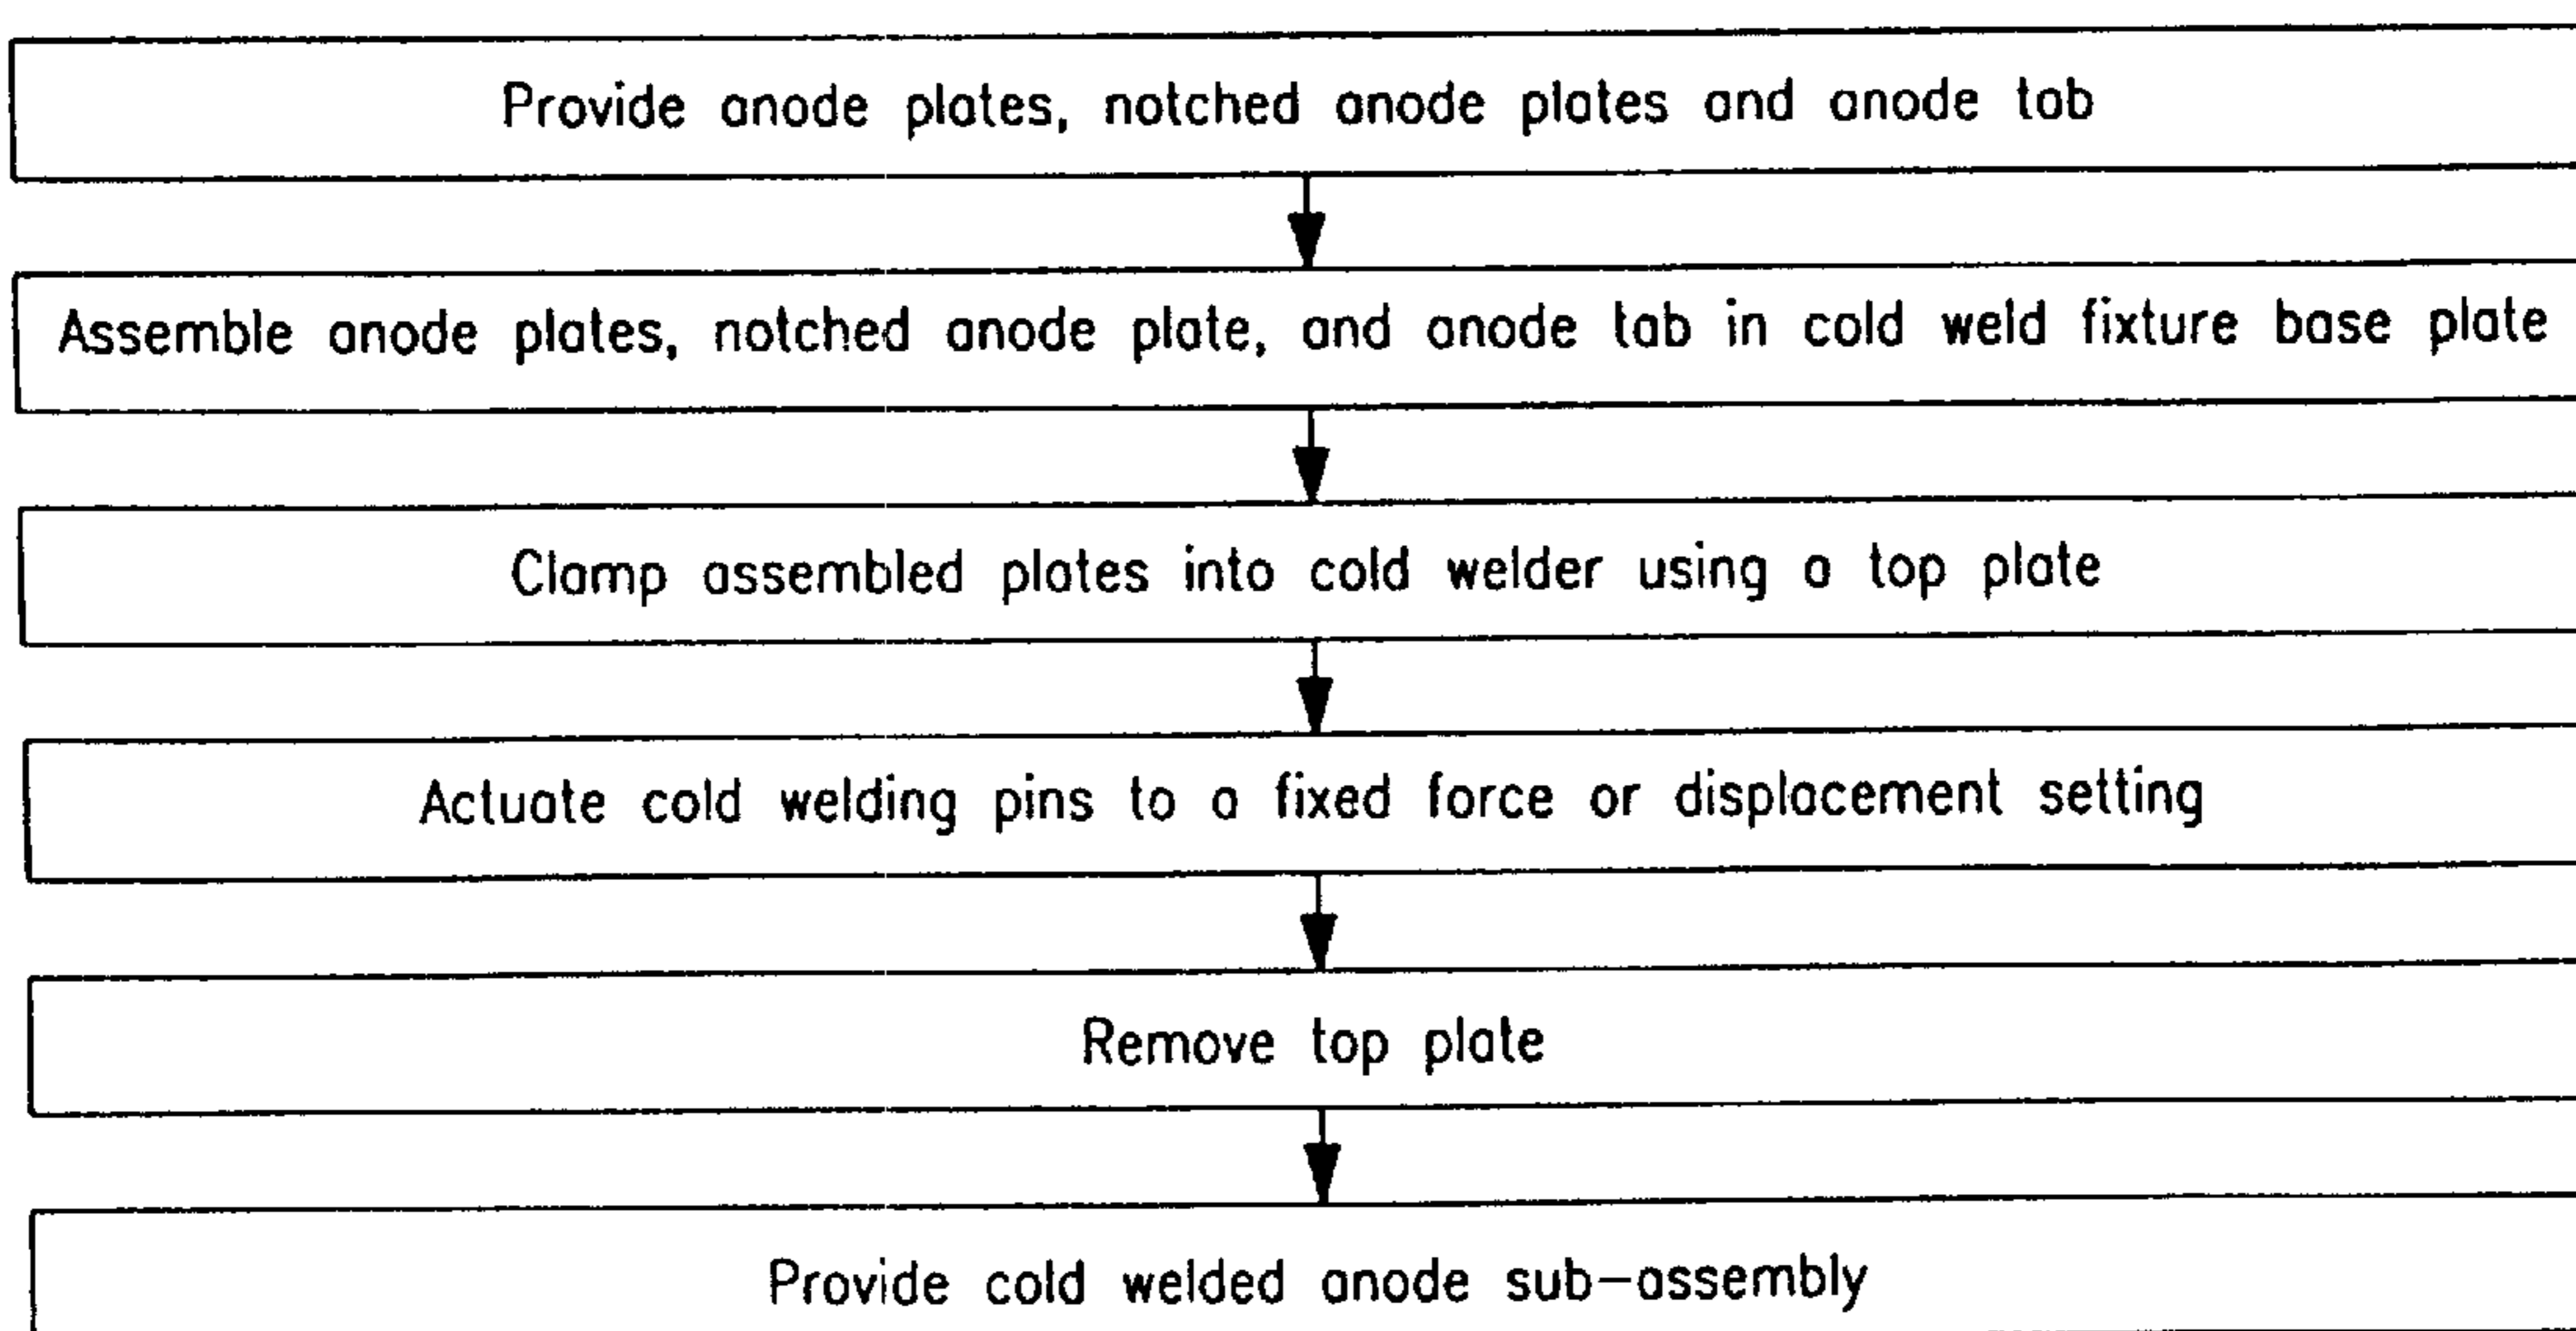 Provide anode plates, notched anode plates and anode tab
Assemble anode plates, notched anode plate, and anode tab in cold weld fixture base plate
Clamp assembled plates into cold welder using a top plate
Actuate cold welding pins to a fixed force or displacement setting
Remove top plate
Provide cold welded anode sub-assembly